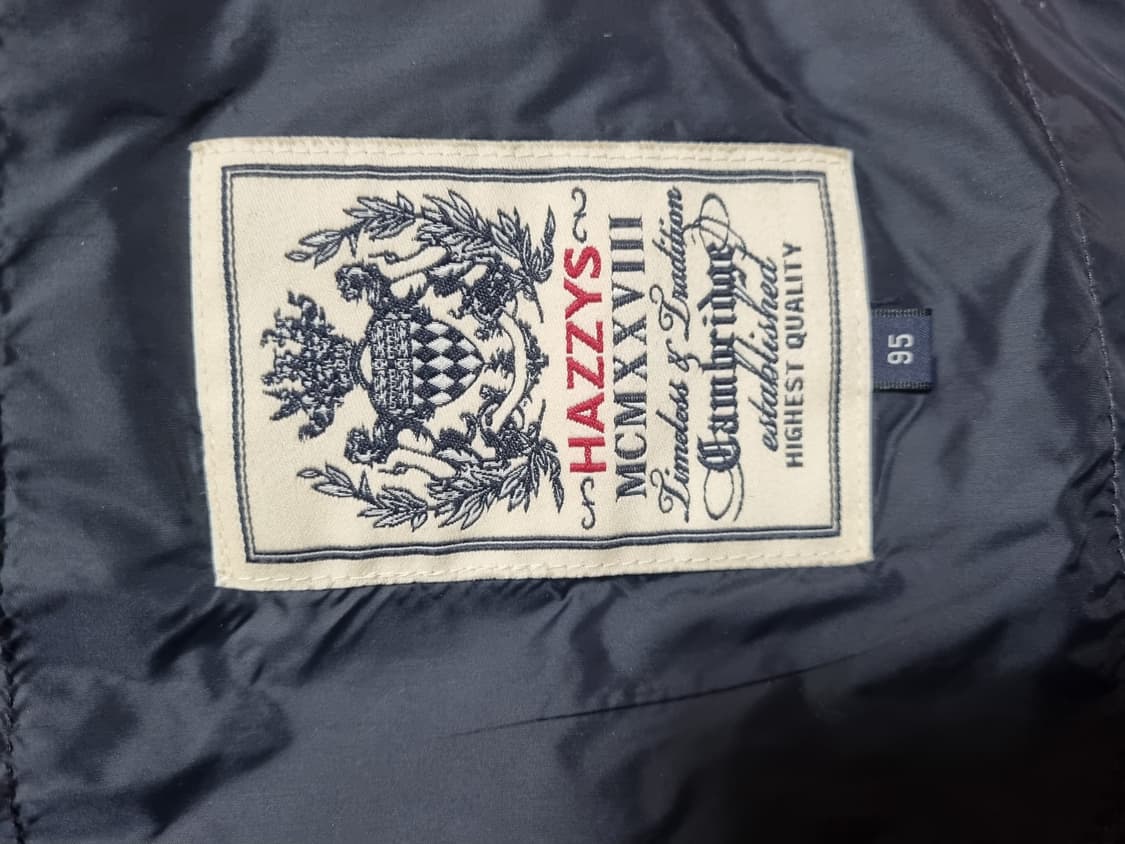 HAZZYS
MCMXXVIII
Timeless & Tradition
Cambridge
established
HIGHEST QUALITY
95